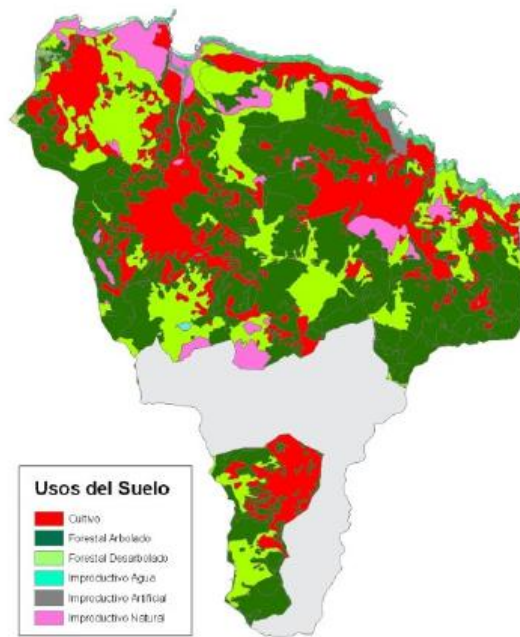 Usos del Suelo
Cultivo
Forestal Arbolado
Forestal Desarbolado
Improductivo Agua
Improductivo Artificial
Improductivo Natural